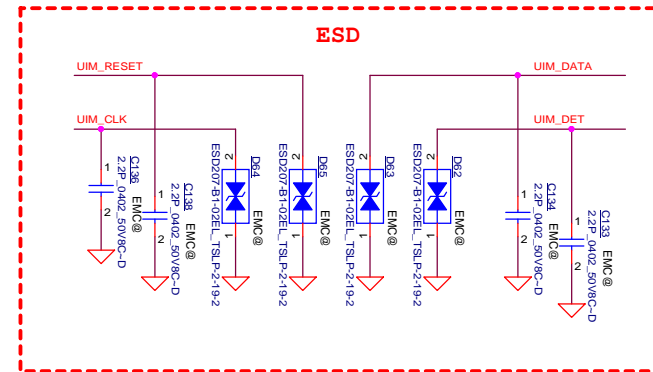 ESD
UIM_RESET
UIM_DATA
UIM_CLK
UIM_DET
1
2
C136
2.2P_0402_50V8C~D
EMC@
1
2
C138
2.2P_0402_50V8C~D
EMC@
2
1
D64
ESD207-B1-02EL_TSLP-2-19-2
EMC@
2
1
D65
ESD207-B1-02EL_TSLP-2-19-2
EMC@
2
1
D63
ESD207-B1-02EL_TSLP-2-19-2
EMC@
2
1
D62
ESD207-B1-02EL_TSLP-2-19-2
EMC@
1
2
C134
2.2P_0402_50V8C~D
EMC@
1
2
C133
2.2P_0402_50V8C~D
EMC@